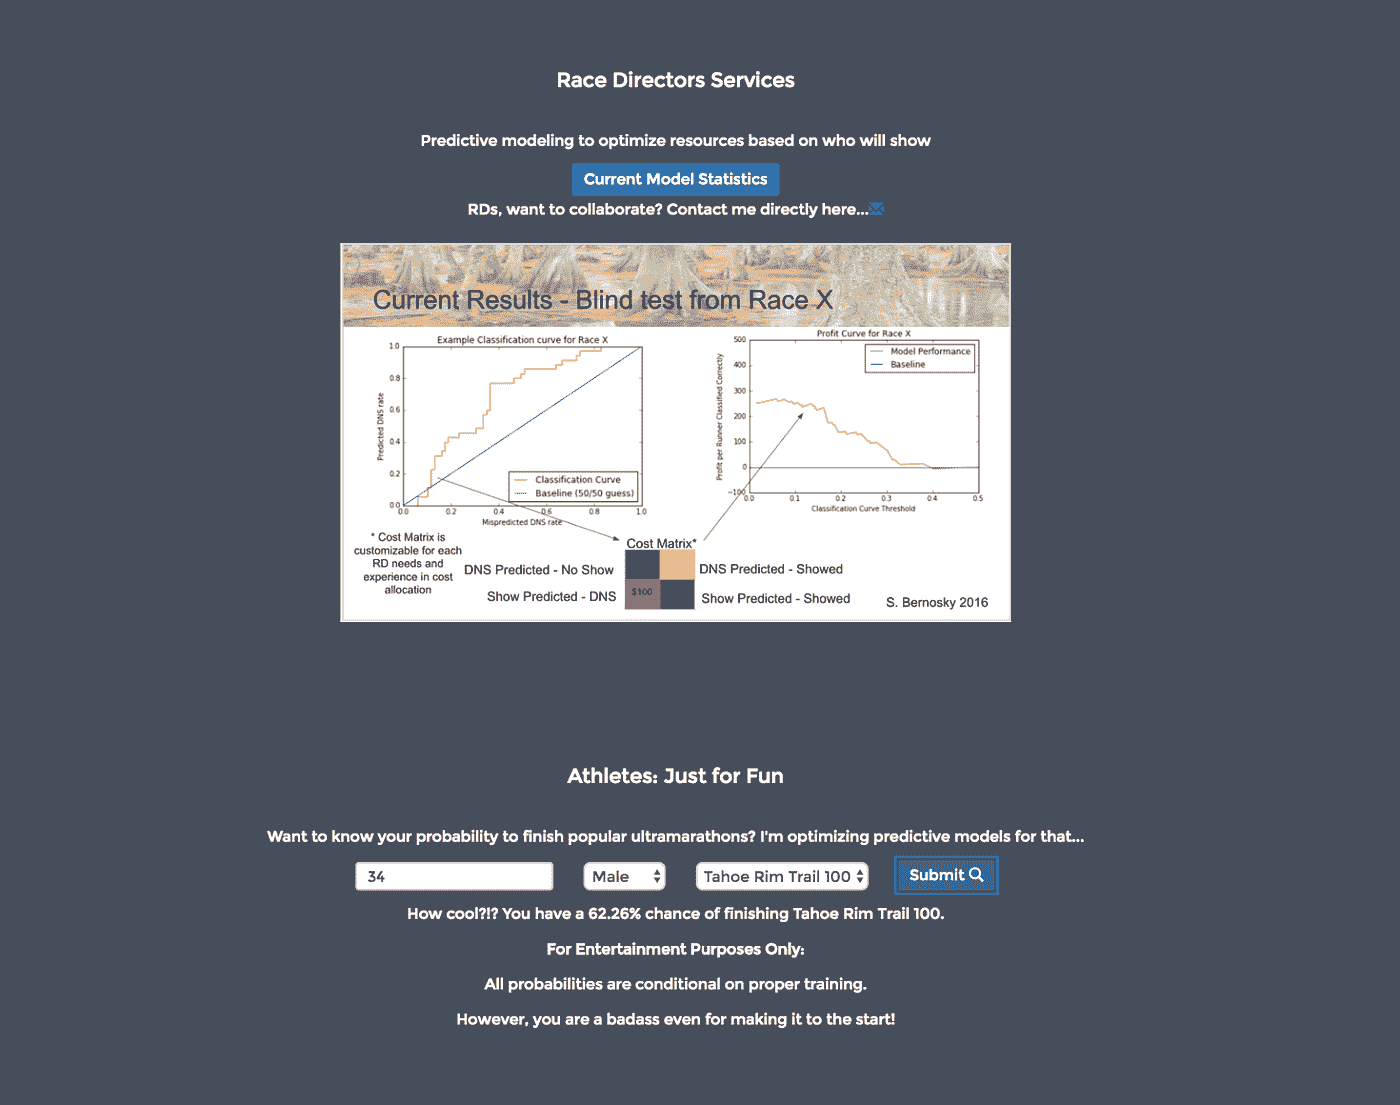 Race Directors Services
Predictive modeling to optimize resources based on who will show
Current Model Statistics
RDs, want to collaborate? Contact me directly here...
Current Results - Blind test from Race X
Example Classification curve for Race X
1.0
0.8
0.6
0.4
0.2
0.0
Predicted DNS rate
Classification Curve
Baseline (50/50 guess)
0.0 0.2 0.4 0.6 0.8 1.0
Mispredicted DNS rate
Profit Curve for Race X
500
400
300
200
100
0
−100
Profit per Runner Classified Correctly
Model Performance
Baseline
0.0 0.1 0.2 0.3 0.4 0.5
Classification Curve Threshold
* Cost Matrix is
customizable for each
RD needs and
experience in cost
allocation
Cost Matrix*
DNS Predicted - No Show
DNS Predicted - Showed
Show Predicted - DNS
$100
Show Predicted - Showed
S. Bernosky 2016
Athletes: Just for Fun
Want to know your probability to finish popular ultramarathons? I'm optimizing predictive models for that...
34 Male Tahoe Rim Trail 100 Submit
How cool?!? You have a 62.26% chance of finishing Tahoe Rim Trail 100.
For Entertainment Purposes Only:
All probabilities are conditional on proper training.
However, you are a badass even for making it to the start!